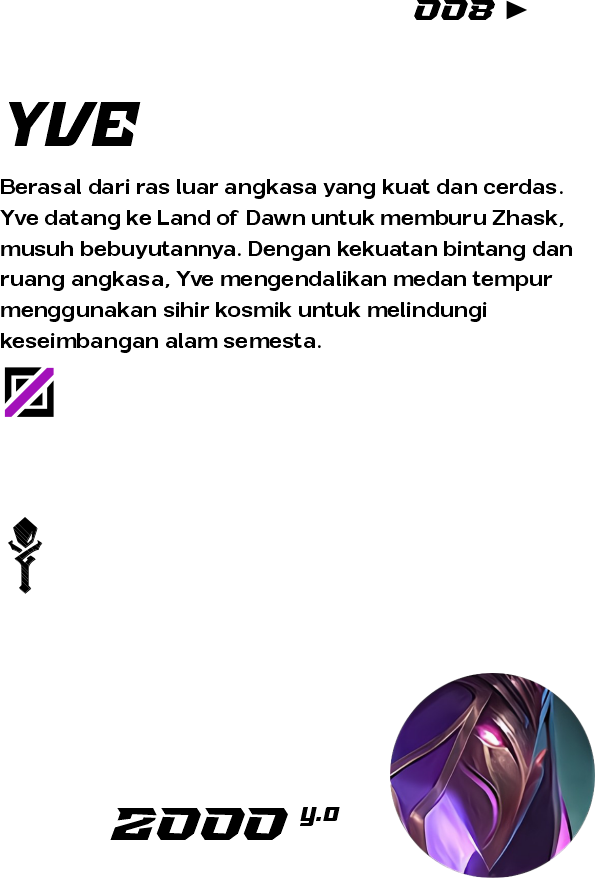 008 ►
YVE
Berasal dari ras luar angkasa yang kuat dan cerdas.
Yve datang ke Land of Dawn untuk memburu Zhask,
musuh bebuyutannya. Dengan kekuatan bintang dan
ruang angkasa, Yve mengendalikan medan tempur
menggunakan sihir kosmik untuk melindungi
keseimbangan alam semesta.
2000 y.o